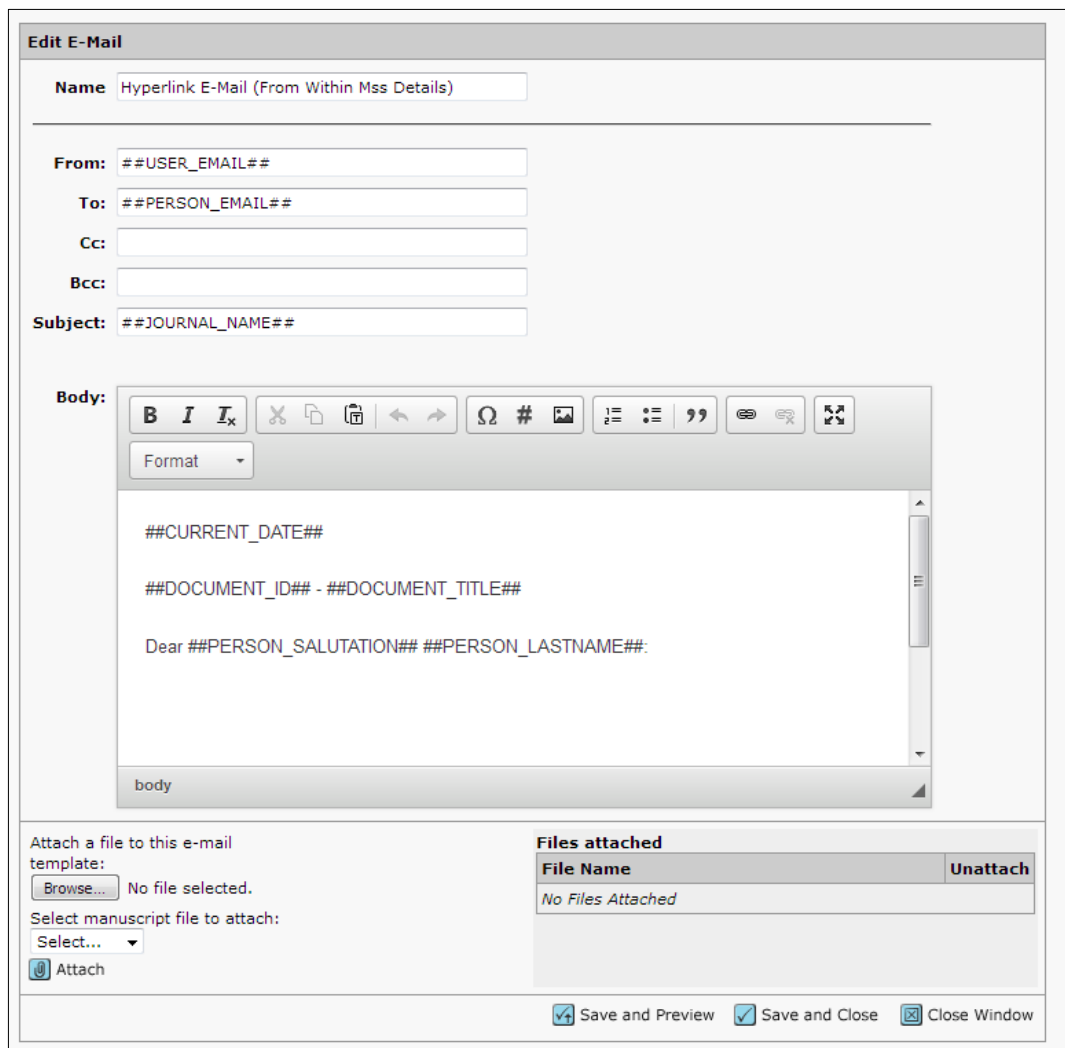 Edit E-Mail
Name Hyperlink E-Mail (From Within Mss Details)
From: ##USER_EMAIL##
To: ##PERSON_EMAIL##
Cc:
Bcc:
Subject: ##JOURNAL_NAME##
Body:
B I Tx Ω #
Format
##CURRENT_DATE##
##DOCUMENT_ID## - ##DOCUMENT_TITLE##
Dear ##PERSON_SALUTATION## ##PERSON_LASTNAME##:
body
Attach a file to this e-mail
template:
Browse... No file selected.
Select manuscript file to attach:
Select...
Attach
Files attached
File Name Unattach
No Files Attached
Save and Preview Save and Close Close Window